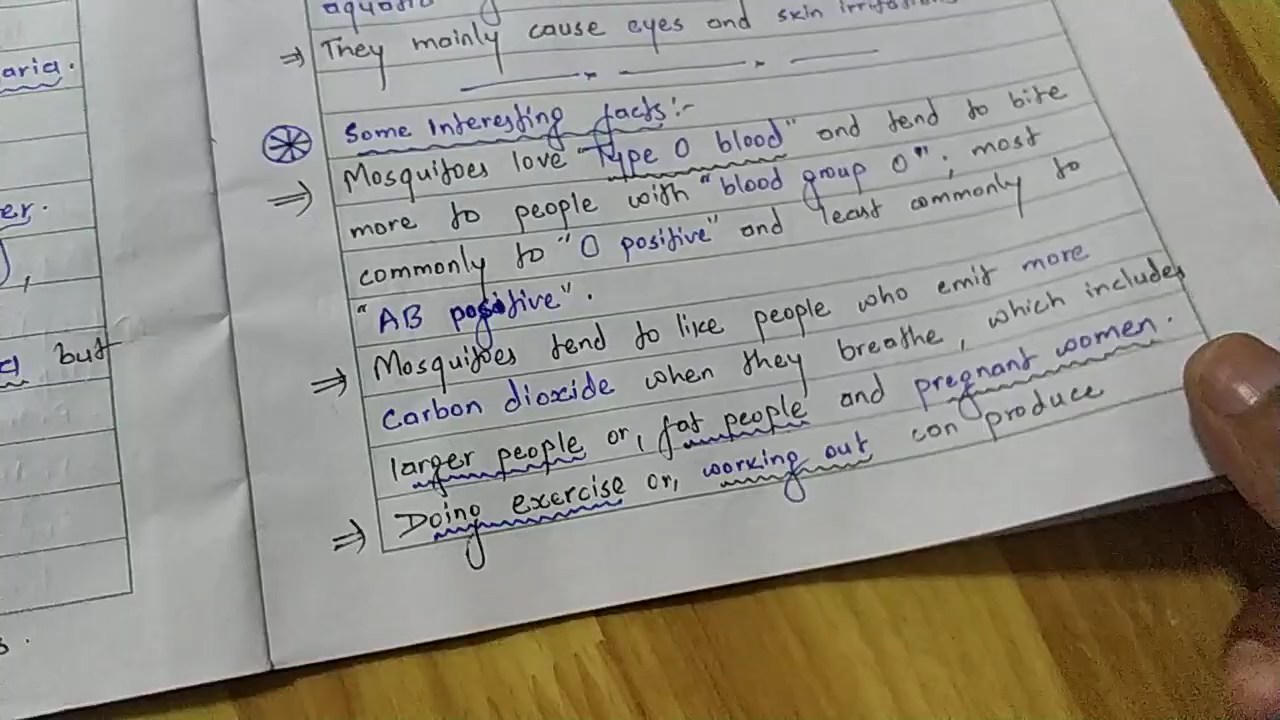 aria.
er.
but
⇒ They mainly cause eyes and skin
Some Interesting facts:-
⇒ Mosquitoes love "Type O blood" and tend to bite
more to people with "blood group O"; most
commonly to "O positive" and least commonly to
"AB positive".
⇒ Mosquitoes tend to like people who emit more
carbon dioxide when they breathe, which includes
larger people or, fat people and pregnant women.
⇒ Doing exercise or, working out can produce